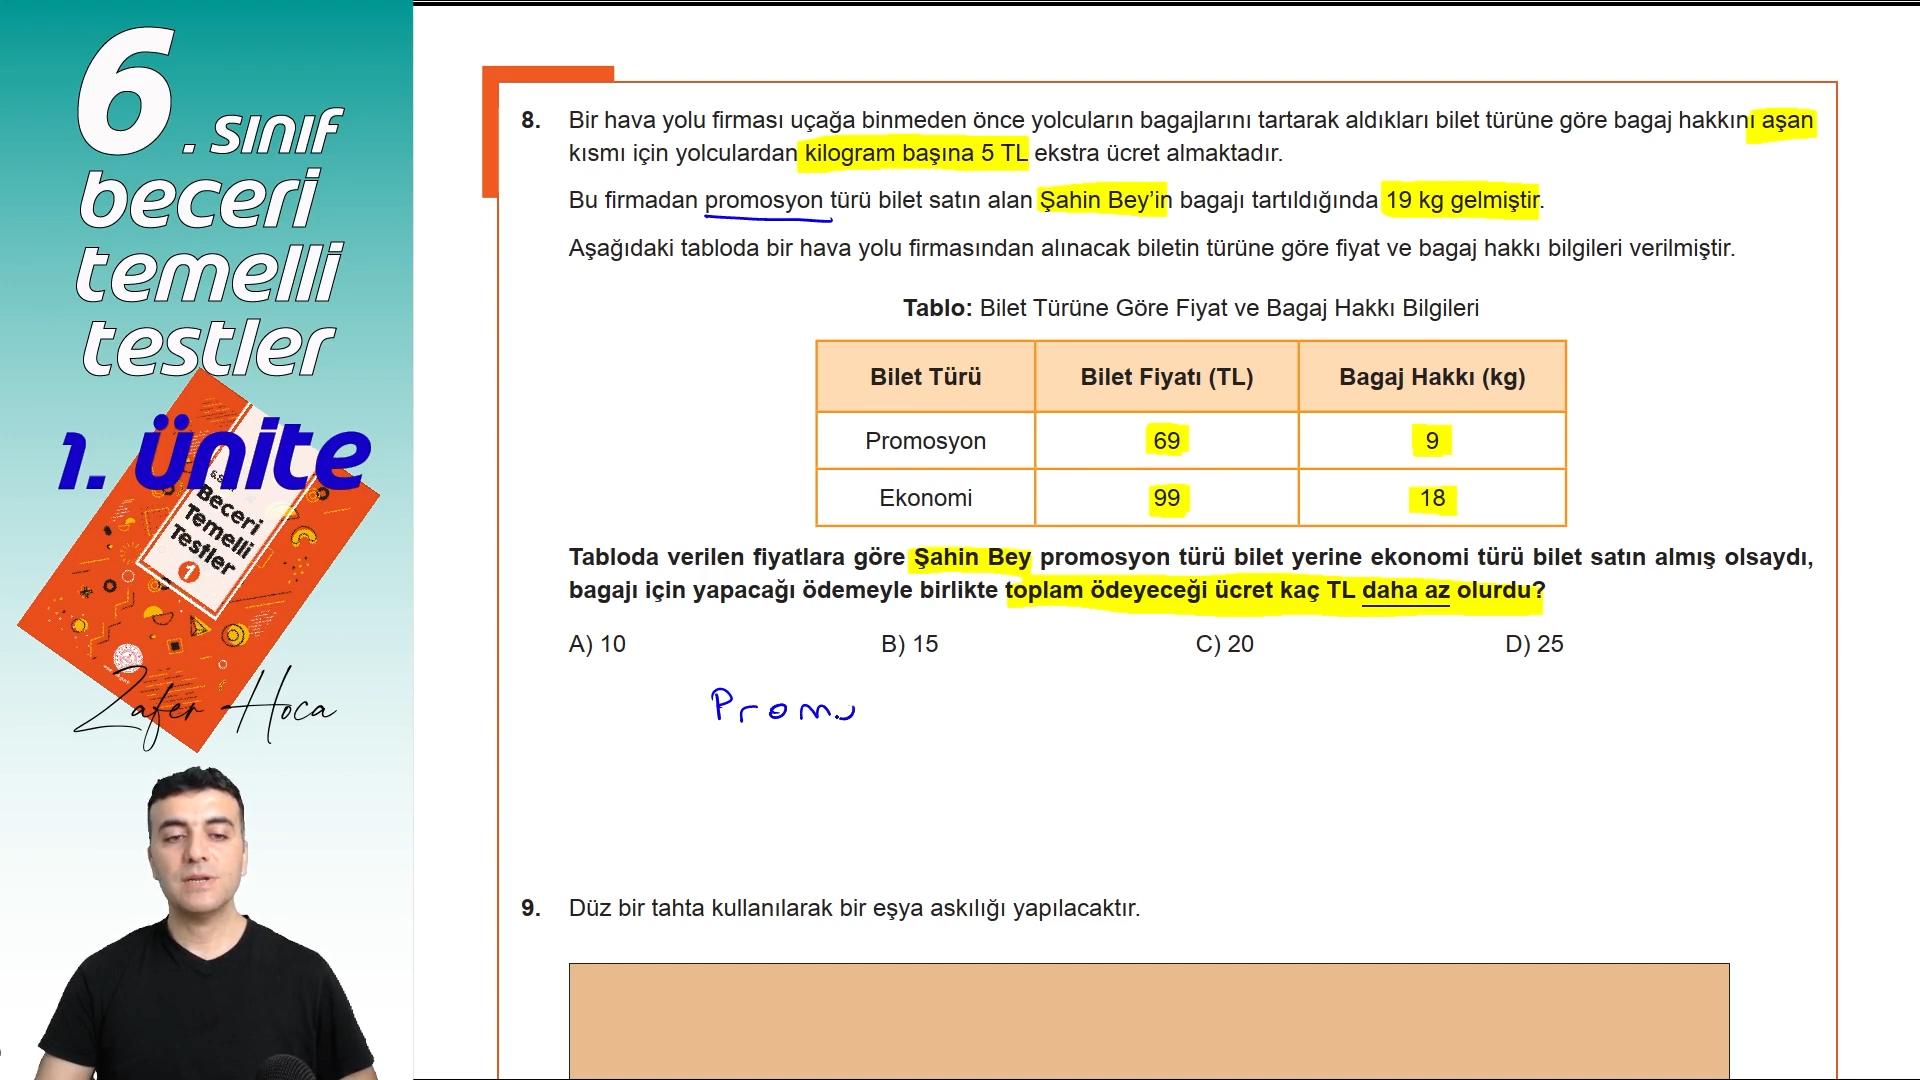 6. sınıf
beceri
temelli
testler
1. ünite
6.Sınıf
Beceri
Temelli
Testler
1
Zafer Hoca
8. Bir hava yolu firması uçağa binmeden önce yolcuların bagajlarını tartarak aldıkları bilet türüne göre bagaj hakkını aşan
kısmı için yolculardan kilogram başına 5 TL ekstra ücret almaktadır.
Bu firmadan promosyon türü bilet satın alan Şahin Bey’in bagajı tartıldığında 19 kg gelmiştir.
Aşağıdaki tabloda bir hava yolu firmasından alınacak biletin türüne göre fiyat ve bagaj hakkı bilgileri verilmiştir.
Tablo: Bilet Türüne Göre Fiyat ve Bagaj Hakkı Bilgileri
Bilet Türü Bilet Fiyatı (TL) Bagaj Hakkı (kg)
Promosyon 69 9
Ekonomi 99 18
Tabloda verilen fiyatlara göre Şahin Bey promosyon türü bilet yerine ekonomi türü bilet satın almış olsaydı,
bagajı için yapacağı ödemeyle birlikte toplam ödeyeceği ücret kaç TL daha az olurdu?
A) 10 B) 15 C) 20 D) 25
Prom
9. Düz bir tahta kullanılarak bir eşya askılığı yapılacaktır.